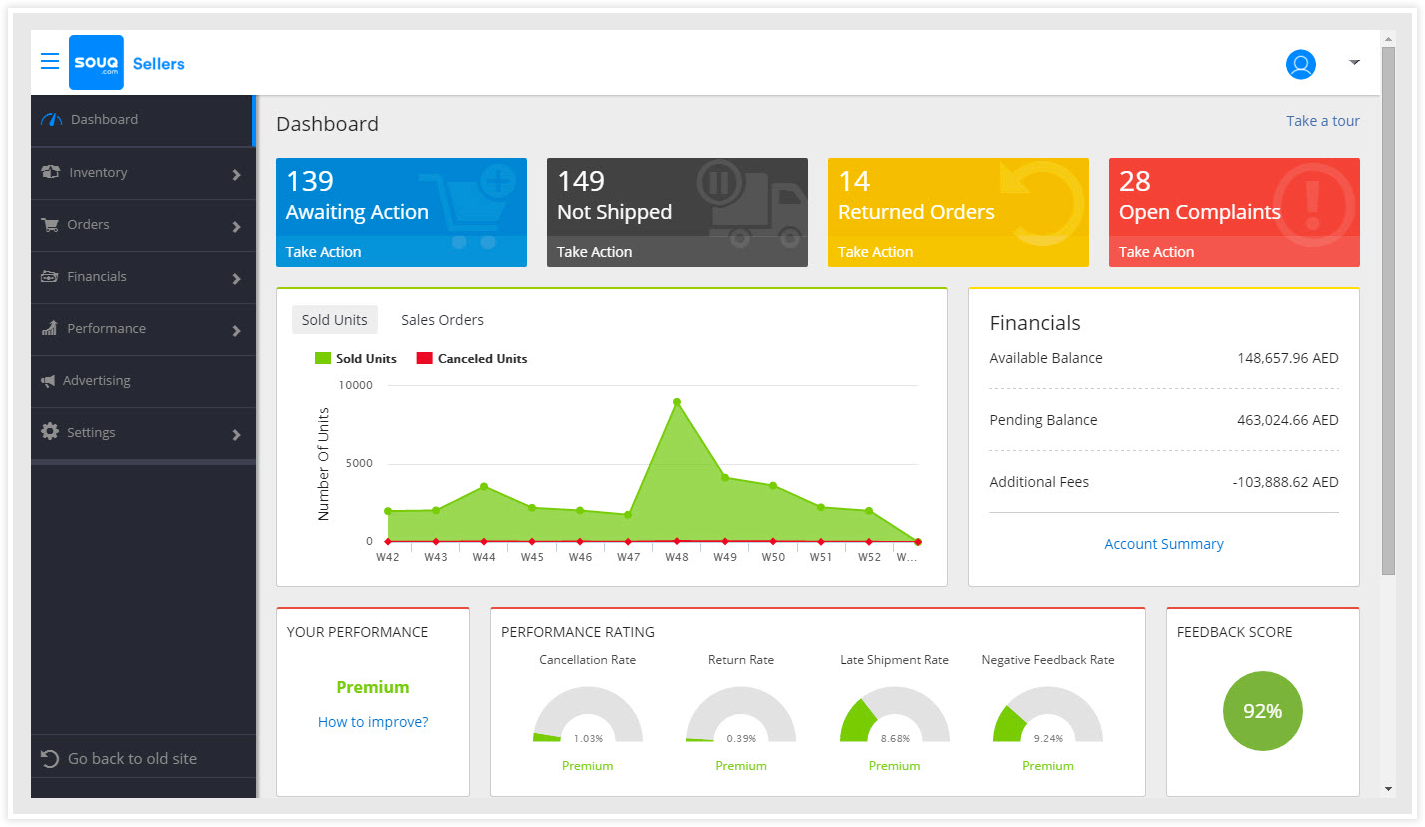 SOUQ
.com
Sellers
Dashboard
Inventory
Orders
Financials
Performance
Advertising
Settings
Go back to old site
Dashboard
Take a tour
139
Awaiting Action
Take Action
149
Not Shipped
Take Action
14
Returned Orders
Take Action
28
Open Complaints
Take Action
Sold Units Sales Orders
Sold Units Canceled Units
Number Of Units
10000
5000
0
W42 W43 W44 W45 W46 W47 W48 W49 W50 W51 W52 W...
Financials
Available Balance 148,657.96 AED
Pending Balance 463,024.66 AED
Additional Fees -103,888.62 AED
Account Summary
YOUR PERFORMANCE
Premium
How to improve?
PERFORMANCE RATING
Cancellation Rate Return Rate Late Shipment Rate Negative Feedback Rate
1.03% 0.39% 8.68% 9.24%
Premium Premium Premium Premium
FEEDBACK SCORE
92%